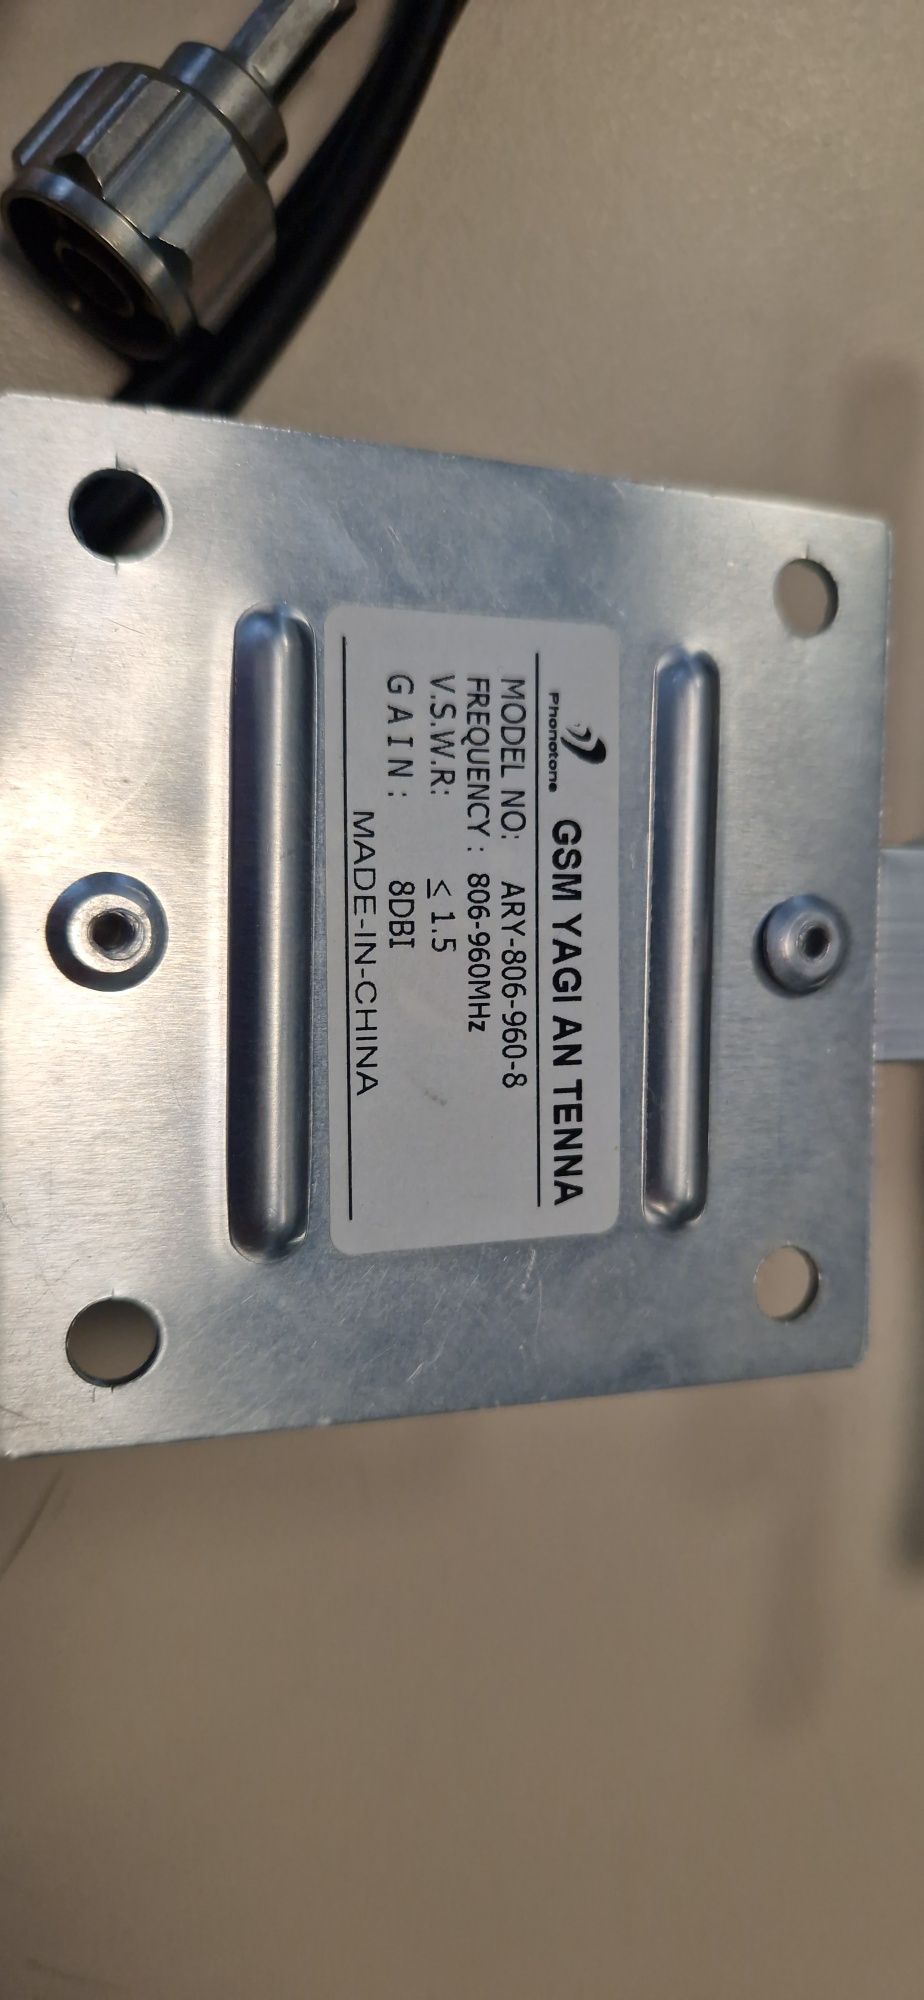 Phonotone
GSM YAGI AN TENNA
MODEL NO: ARY-806-960-8
FREQUENCY : 806-960MHz
V.S.W.R: ≤ 1.5
G A I N : 8DBI
MADE-IN-CHINA